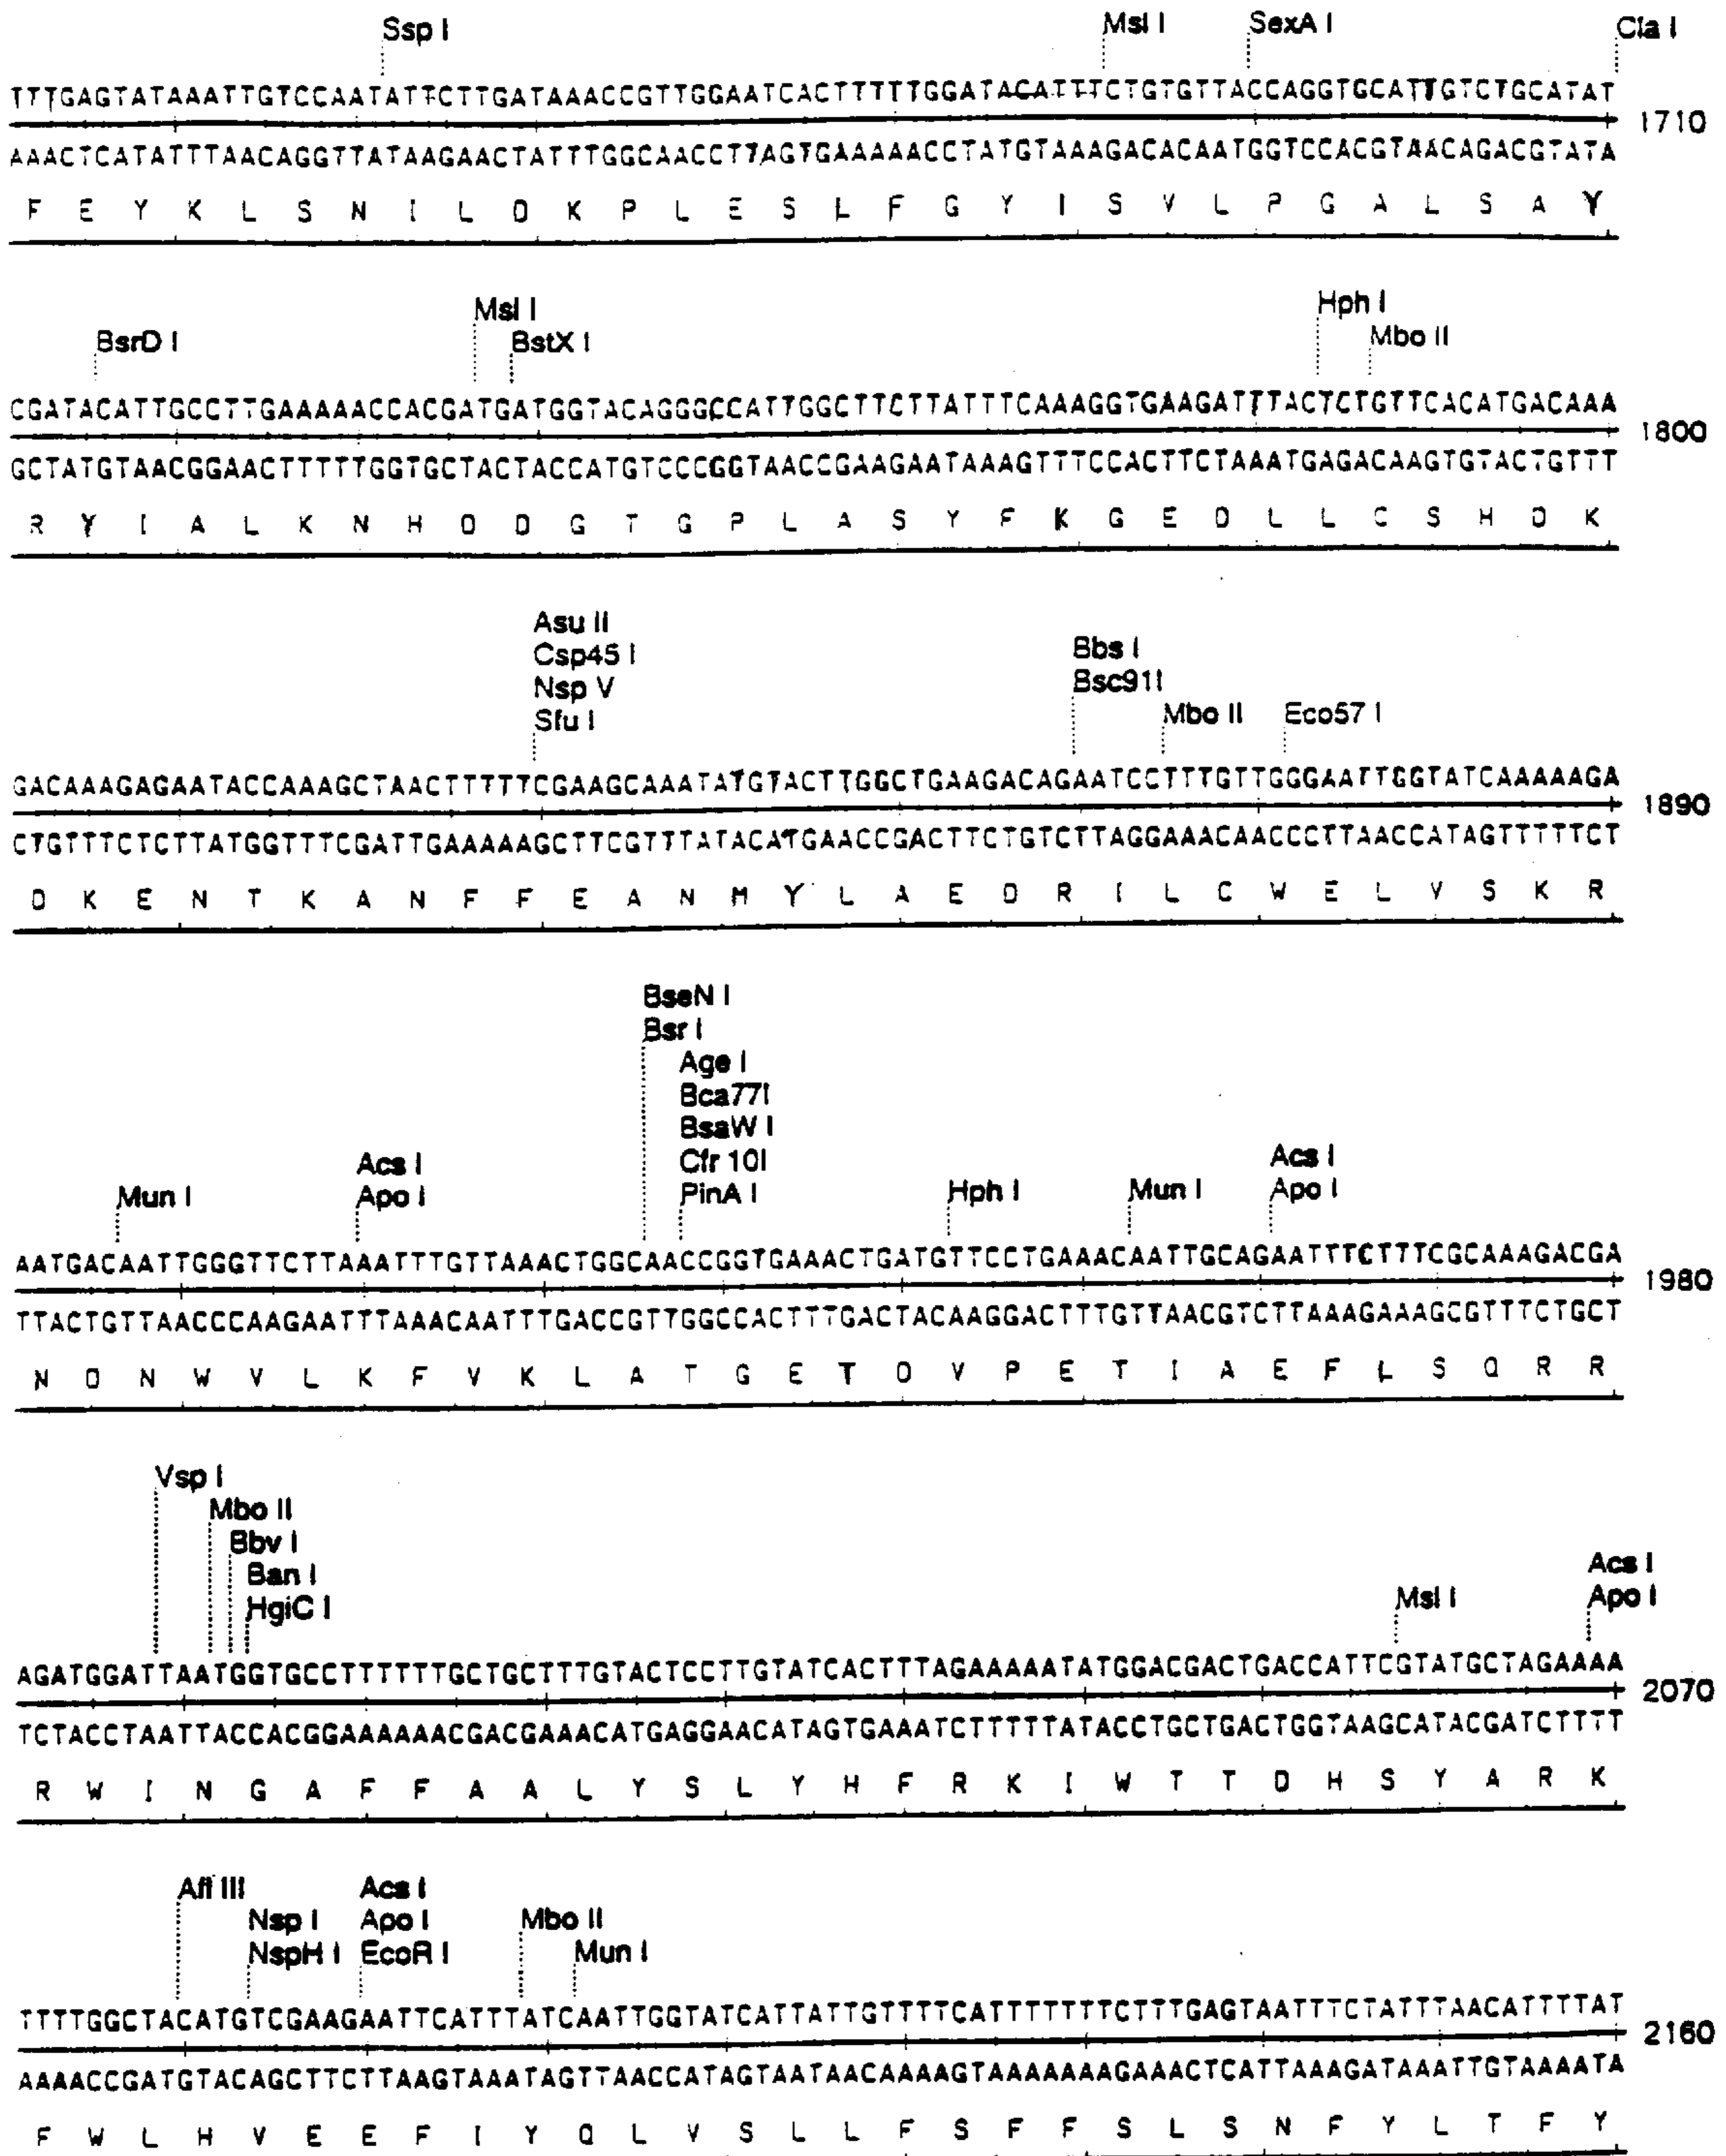 Ssp I Msl I SexA I Cla I
TTTGAGTATAAATTGTCCAATATTCTTGATAAACCGTTGGAATCACTTTTTGGATACATTTCTGTGTTACCAGGTGCATTGTCTGCATAT
1710
AAACTCATATTTAACAGGTTATAAGAACTATTTGGCAACCTTAGTGAAAAACCTATGTAAAGACACAATGGTCCACGTAACAGACGTATA
F E Y K L S N I L D K P L E S L F G Y I S V L P G A L S A Y
Msl I Hph I
BsrD I BstX I Mbo II
CGATACATTGCCTTGAAAAACCACGATGATGGTACAGGGCCATTGGCTTCTTATTTCAAAGGTGAAGATTTACTCTGTTCACATGACAAA
1800
GCTATGTAACGGAACTTTTTGGTGCTACTACCATGTCCCGGTAACCGAAGAATAAAGTTTCCACTTCTAAATGAGACAAGTGTACTGTTT
R Y I A L K N H D D G T G P L A S Y F K G E D L L C S H D K
Asu II
Csp45 I Bbs I
Nsp V Bsc91I
Sfu I Mbo II Eco57 I
GACAAAGAGAATACCAAAGCTAACTTTTTCGAAGCAAATATGTACTTGGCTGAAGACAGAATCCTTTGTTGGGAATTGGTATCAAAAAGA
1890
CTGTTTCTCTTATGGTTTCGATTGAAAAAGCTTCGTTTATACATGAACCGACTTCTGTCTTAGGAAACAACCCTTAACCATAGTTTTTCT
D K E N T K A N F F E A N M Y L A E D R I L C W E L V S K R
BseN I
Bsr I
Age I
Bca77I
BsaW I
Acs I Cfr 10I Acs I
Mun I Apo I PinA I Hph I Mun I Apo I
AATGACAATTGGGTTCTTAAATTTGTTAAACTGGCAACCGGTGAAACTGATGTTCCTGAAACAATTGCAGAATTTCTTTCGCAAAGACGA
1980
TTACTGTTAACCCAAGAATTTAAACAATTTGACCGTTGGCCACTTTGACTACAAGGACTTTGTTAACGTCTTAAAGAAAGCGTTTCTGCT
N D N W V L K F V K L A T G E T D V P E T I A E F L S Q R R
Vsp I
Mbo II
Bbv I
Ban I Acs I
HgiC I Msl I Apo I
AGATGGATTAATGGTGCCTTTTTTGCTGCTTTGTACTCCTTGTATCACTTTAGAAAAATATGGACGACTGACCATTCGTATGCTAGAAAA
2070
TCTACCTAATTACCACGGAAAAAACGACGAAACATGAGGAACATAGTGAAATCTTTTTATACCTGCTGACTGGTAAGCATACGATCTTTT
R W I N G A F F A A L Y S L Y H F R K I W T T D H S Y A R K
Afl III Acs I
Nsp I Apo I Mbo II
NspH I EcoR I Mun I
TTTTGGCTACATGTCGAAGAATTCATTTATCAATTGGTATCATTATTGTTTTCATTTTTTTCTTTGAGTAATTTCTATTTAACATTTTAT
2160
AAAACCGATGTACAGCTTCTTAAGTAAATAGTTAACCATAGTAATAACAAAAGTAAAAAAAGAAACTCATTAAAGATAAATTGTAAAATA
F W L H V E E F I Y Q L V S L L F S F F S L S N F Y L T F Y